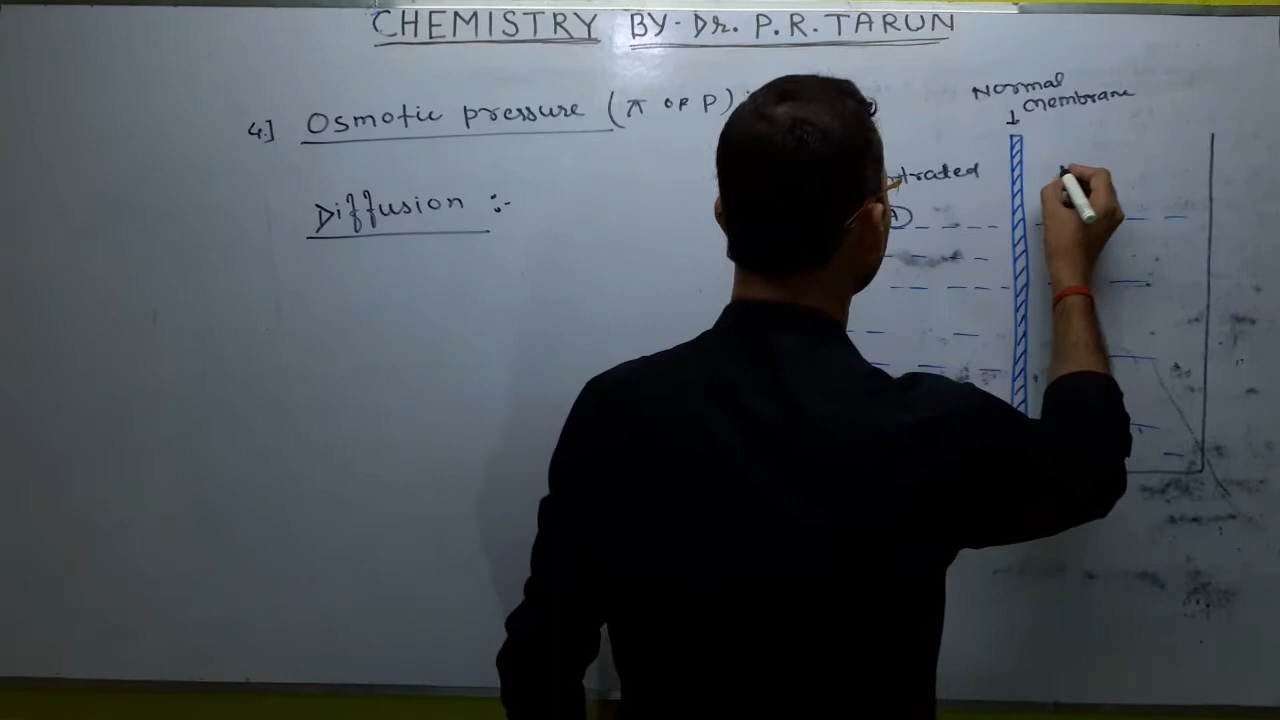 CHEMISTRY BY- Dr. P.R. TARUN
4.] Osmotic pressure (π or P)
Normal membrane
Diffusion :-
A